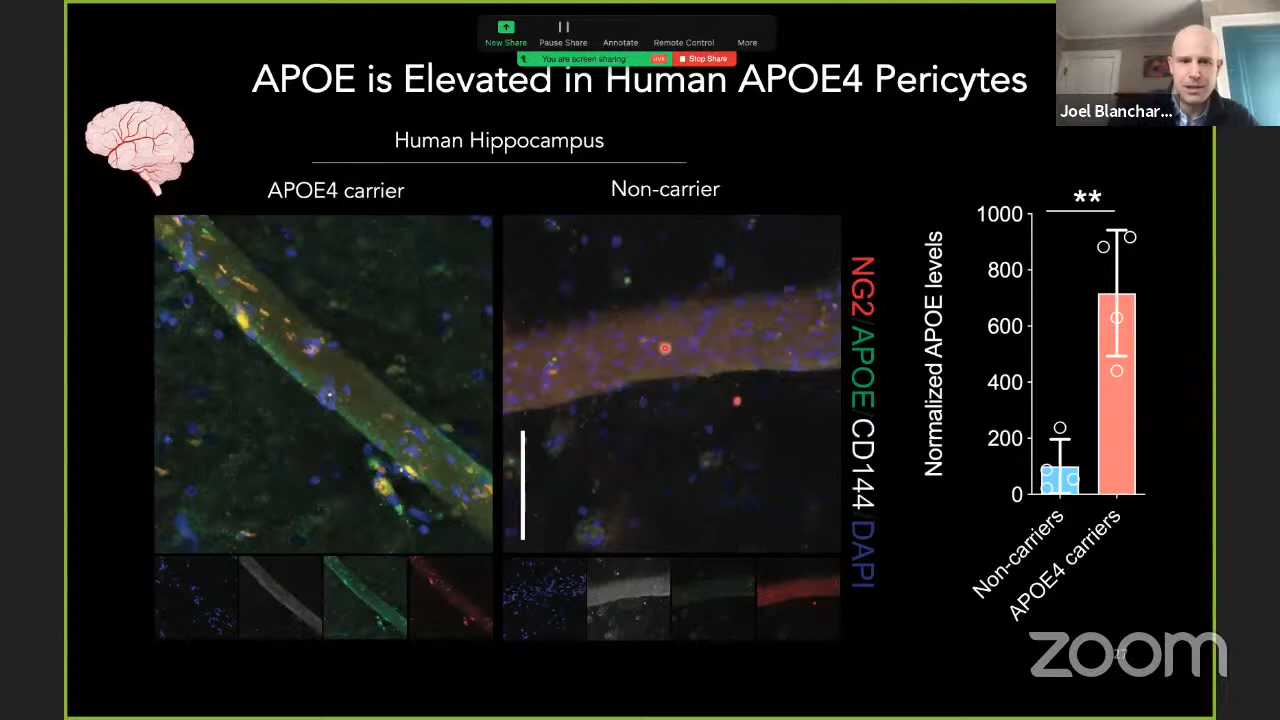 New Share
Pause Share
Annotate
Remote Control
More
You are screen sharing
LIVE
Stop Share
APOE is Elevated in Human APOE4 Pericytes
Joel Blanchar...
Human Hippocampus
APOE4 carrier
Non-carrier
NG2/APOE/CD144/DAPI
**
Normalized APOE levels
1000
800
600
400
200
0
Non-carriers
APOE4 carriers
27
zoom